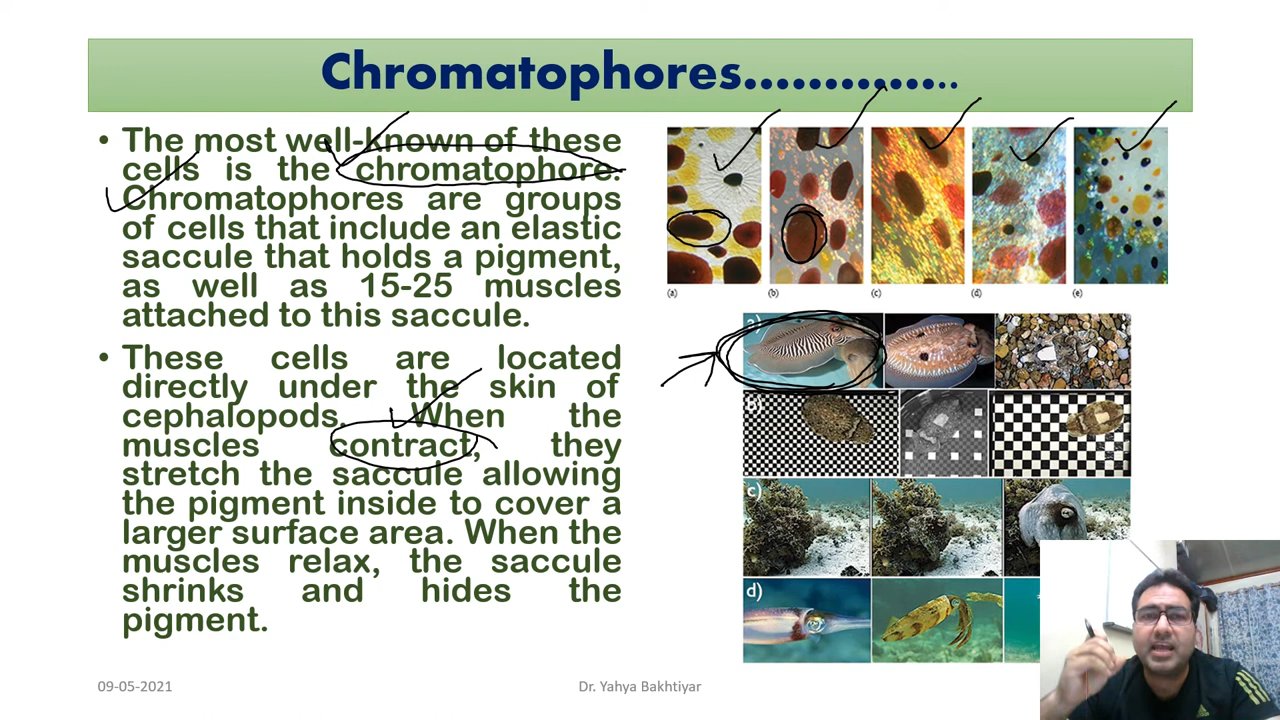 Chromatophores..............
• The most well-known of these
cells is the chromatophore.
Chromatophores are groups
of cells that include an elastic
saccule that holds a pigment,
as well as 15-25 muscles
attached to this saccule.
• These cells are located
directly under the skin of
cephalopods. When the
muscles contract, they
stretch the saccule allowing
the pigment inside to cover a
larger surface area. When the
muscles relax, the saccule
shrinks and hides the
pigment.
(a) (b) (c) (d) (e)
a)
c)
d)
09-05-2021
Dr. Yahya Bakhtiyar